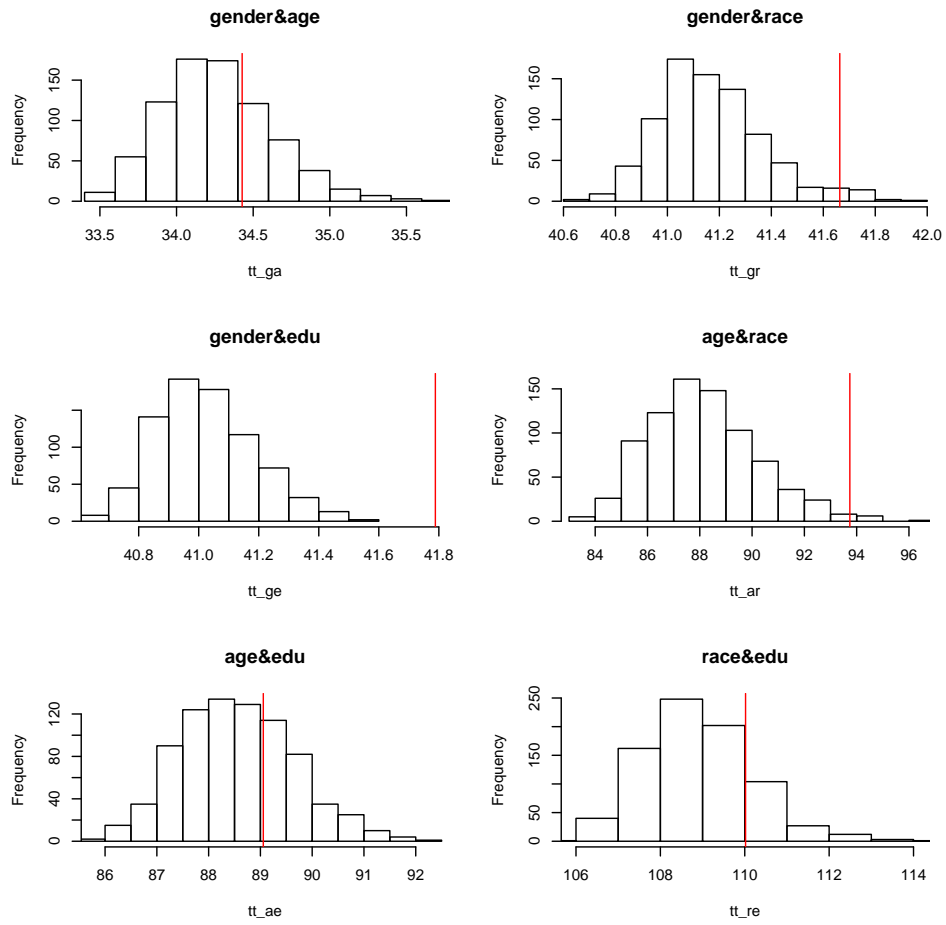 gender&age
Frequency
0 50 100 150
33.5 34.0 34.5 35.0 35.5
tt_ga
gender&race
Frequency
0 50 100 150
40.6 40.8 41.0 41.2 41.4 41.6 41.8 42.0
tt_gr
gender&edu
Frequency
0 50 100
40.8 41.0 41.2 41.4 41.6 41.8
tt_ge
age&race
Frequency
0 50 100 150
84 86 88 90 92 94 96
tt_ar
age&edu
Frequency
0 40 80 120
86 87 88 89 90 91 92
tt_ae
race&edu
Frequency
0 50 150 250
106 108 110 112 114
tt_re